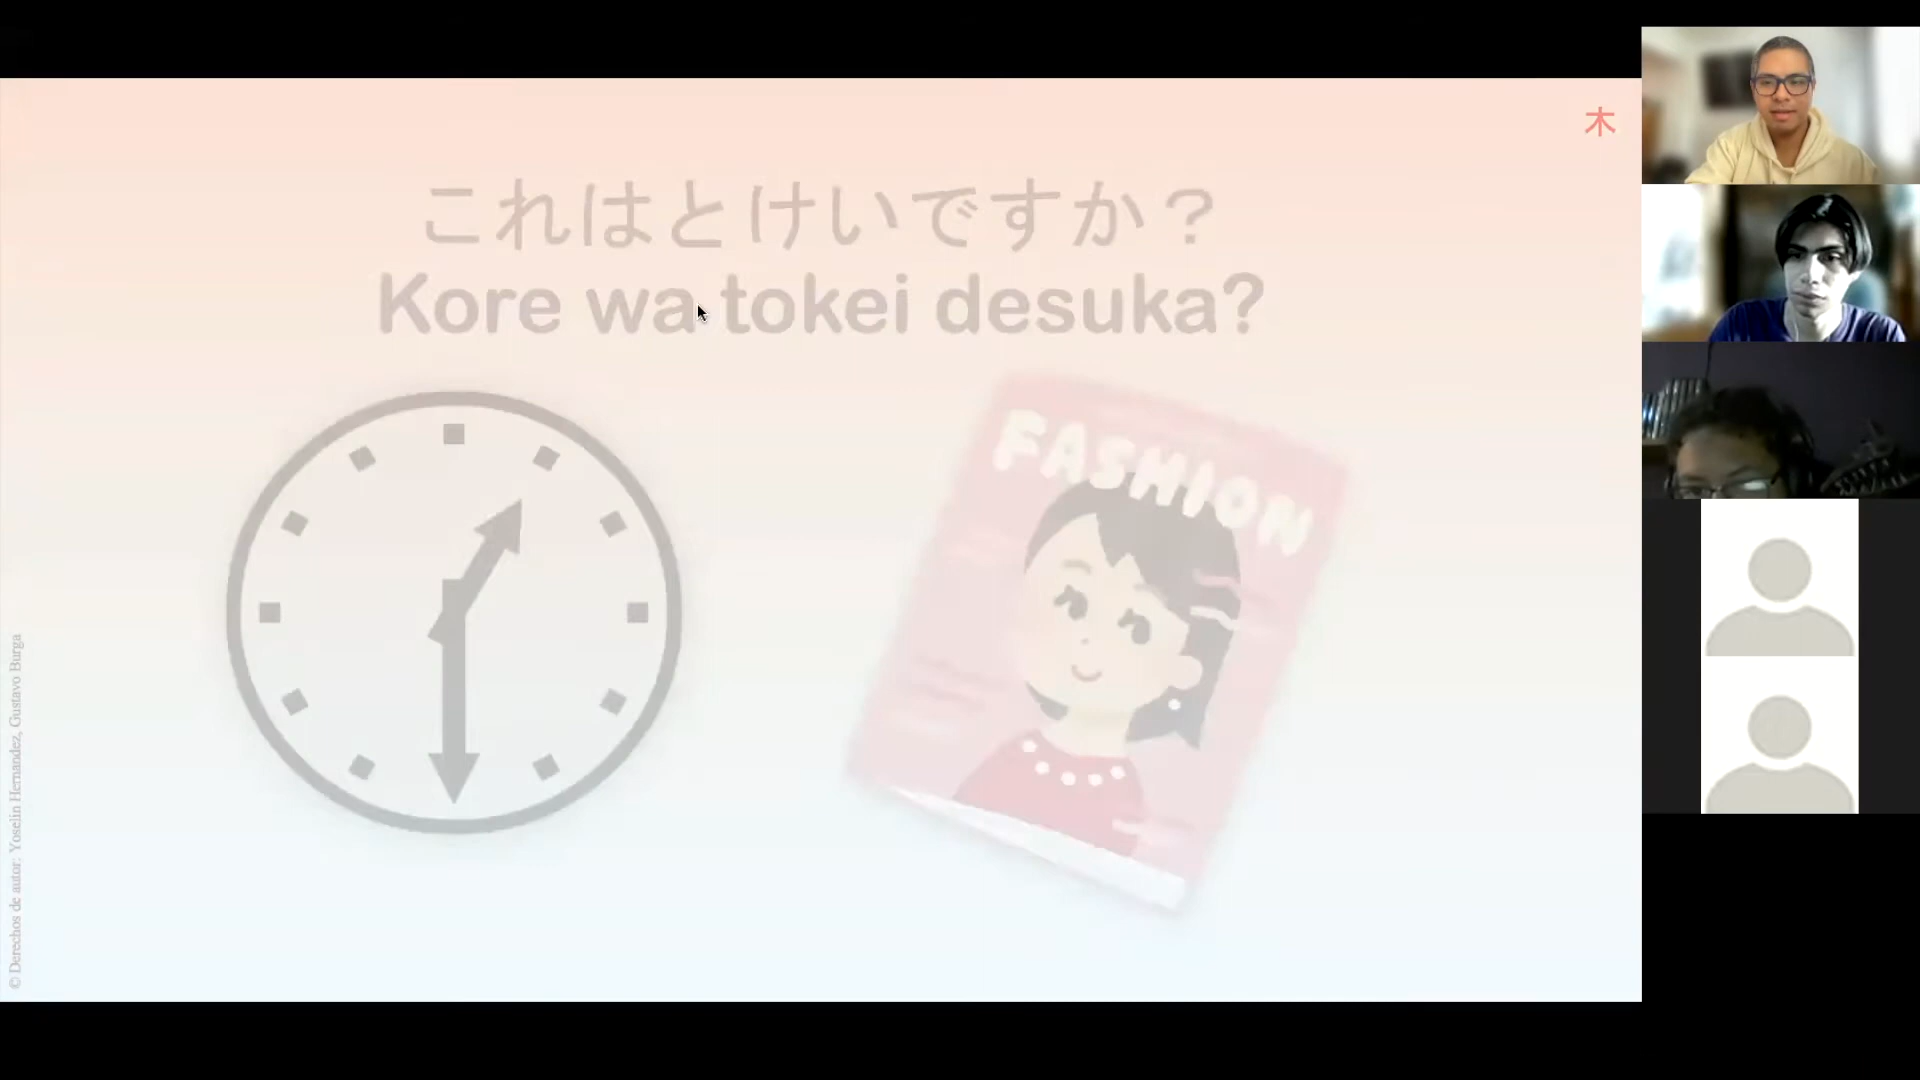 木
これはとけいですか？
Kore wa tokei desuka?
FASHION
© Derechos de autor: Yoselin Hernandez, Gustavo Burga